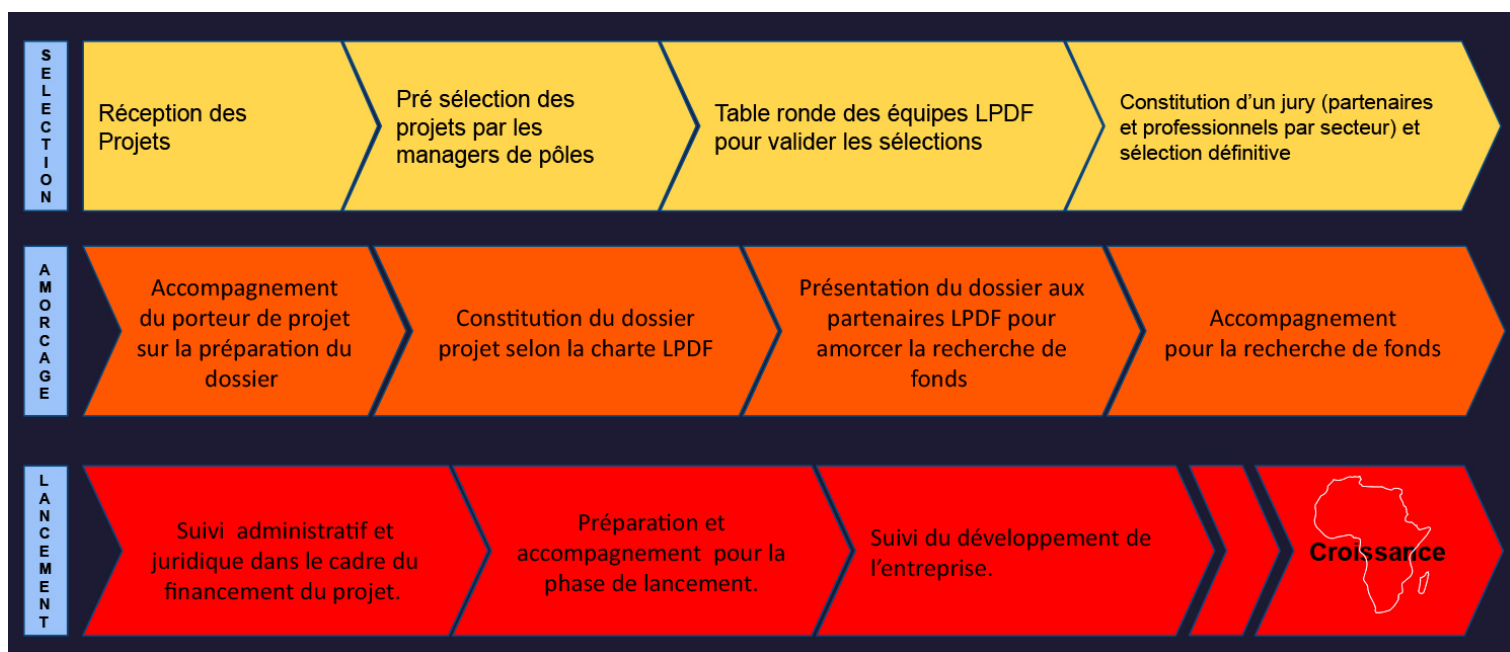 SELECTION
Réception des
Projets
Pré sélection des
projets par les
managers de pôles
Table ronde des équipes LPDF
pour valider les sélections
Constitution d'un jury (partenaires
et professionnels par secteur) et
sélection définitive
AMORCAGE
Accompagnement
du porteur de projet
sur la préparation du
dossier
Constitution du dossier
projet selon la charte LPDF
Présentation du dossier aux
partenaires LPDF pour
amorcer la recherche de
fonds
Accompagnement
pour la recherche de fonds
LANCEMENT
Suivi administratif et
juridique dans le cadre du
financement du projet.
Préparation et
accompagnement pour la
phase de lancement.
Suivi du développement de
l'entreprise.
Croissance